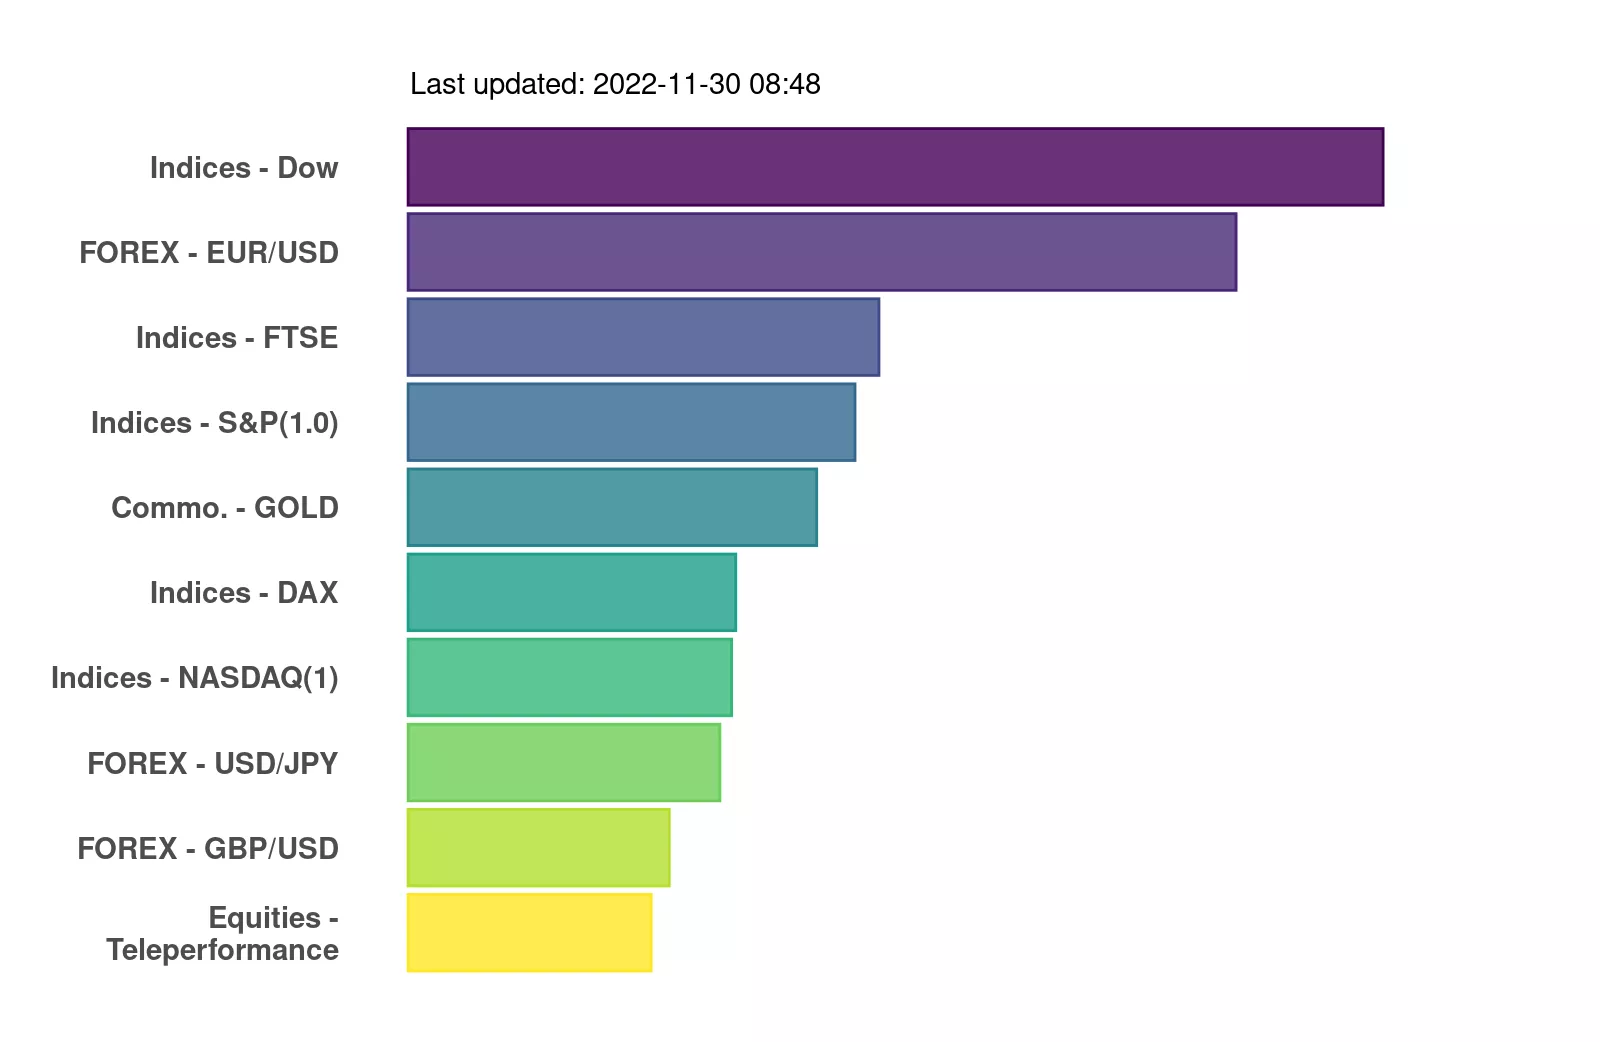 Last updated: 2022-11-30 08:48
Indices - Dow
FOREX - EUR/USD
Indices - FTSE
Indices - S&P(1.0)
Commo. - GOLD
Indices - DAX
Indices - NASDAQ(1)
FOREX - USD/JPY
FOREX - GBP/USD
Equities -
Teleperformance